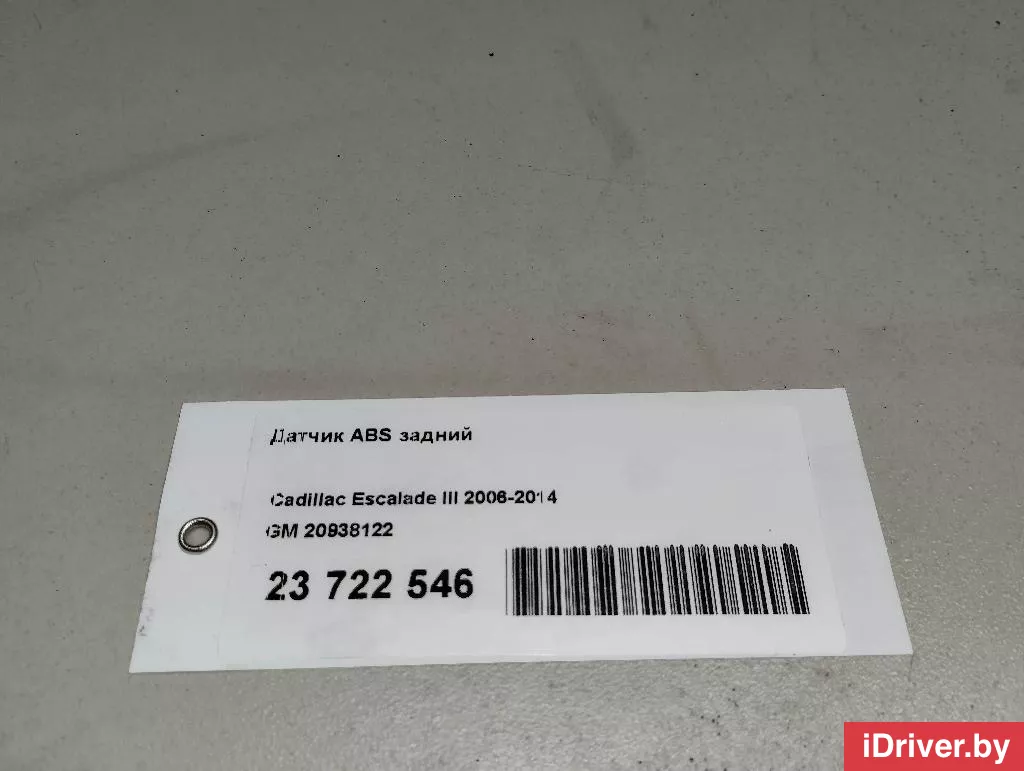 Датчик ABS задний
Cadillac Escalade III 2006-2014
GM 20938122
23 722 546
iDriver.by